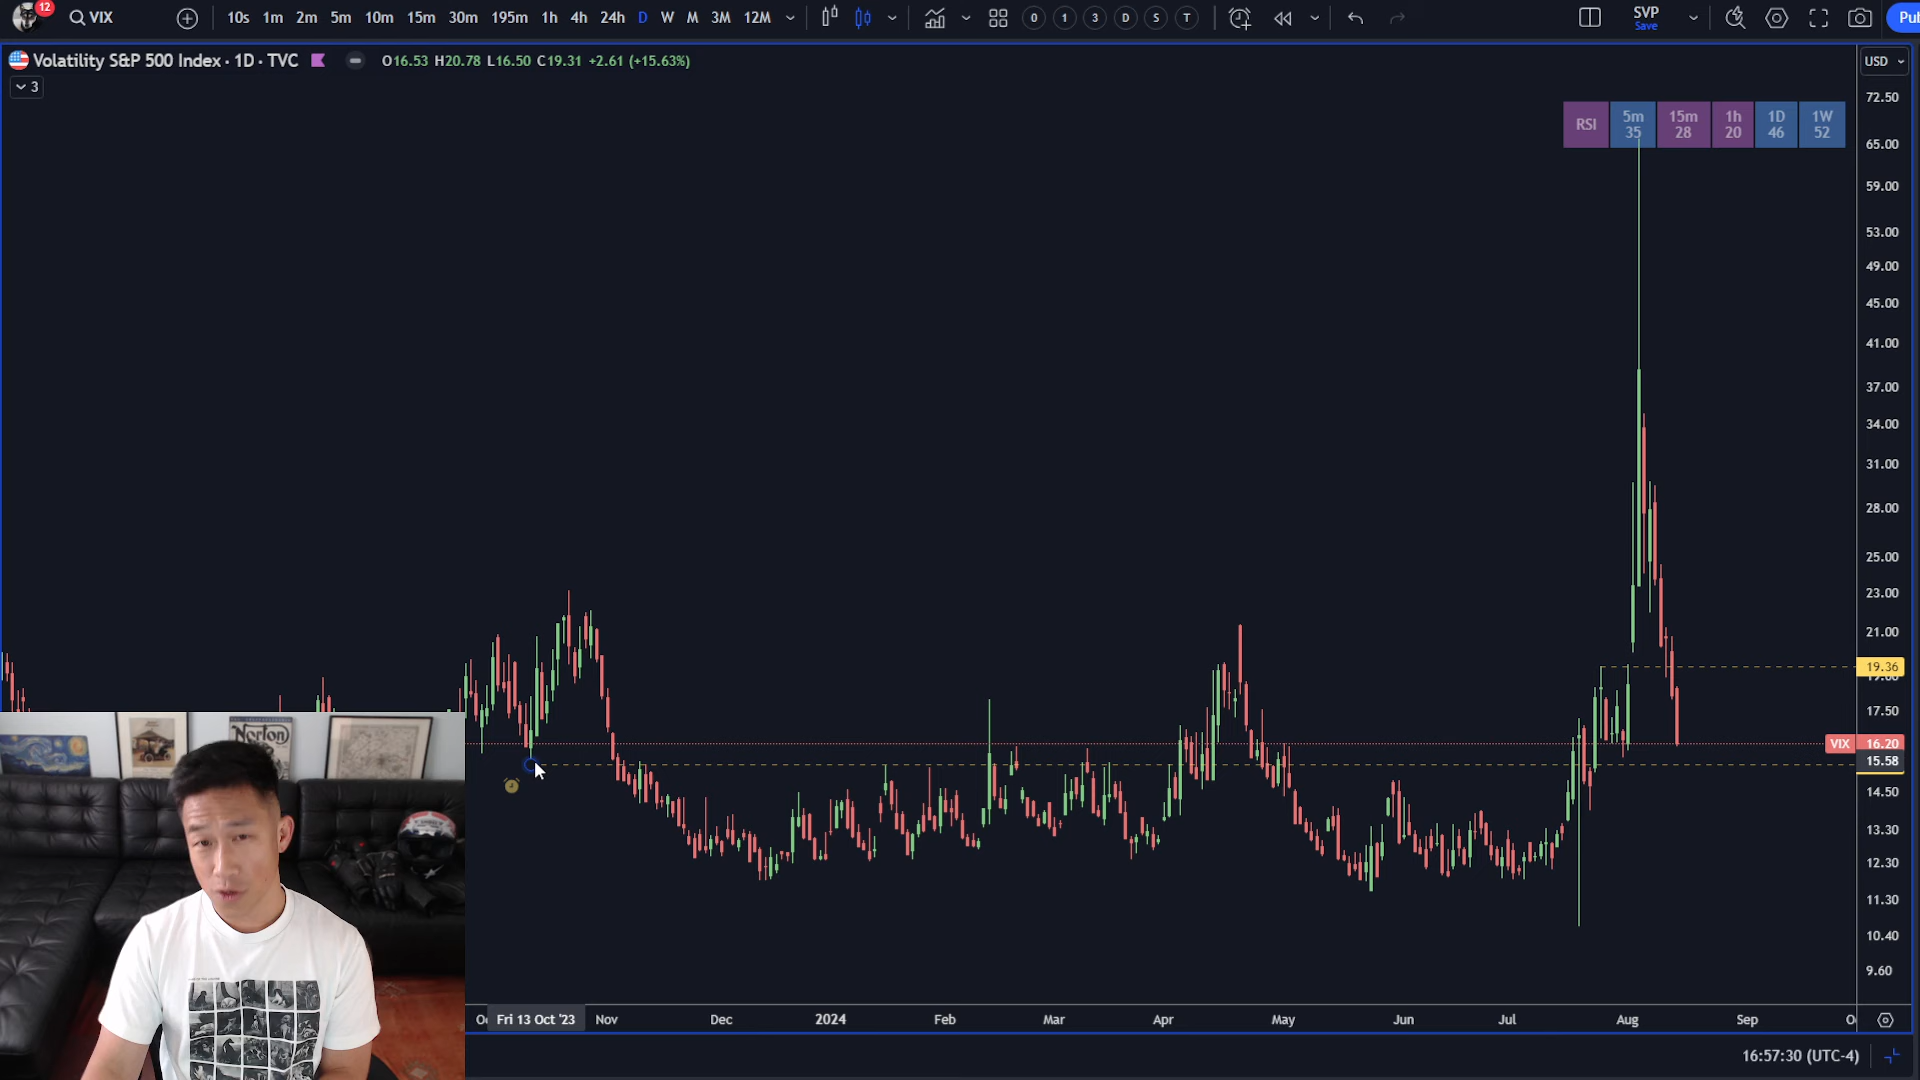 12
VIX
10s 1m 2m 5m 10m 15m 30m 195m 1h 4h 24h D W M 3M 12M
0 1 3 D S T
SVP
Save
Pub
Volatility S&P 500 Index · 1D · TVC
O16.53 H20.78 L16.50 C19.31 +2.61 (+15.63%)
USD
3
72.50
RSI
5m
35
15m
28
1h
20
1D
46
1W
52
65.00
59.00
53.00
49.00
45.00
41.00
37.00
34.00
31.00
28.00
25.00
23.00
21.00
19.36
17.50
Norton
VIX 16.20
15.58
14.50
13.30
12.30
11.30
10.40
9.60
Fri 13 Oct '23 Nov Dec 2024 Feb Mar Apr May Jun Jul Aug Sep
16:57:30 (UTC-4)